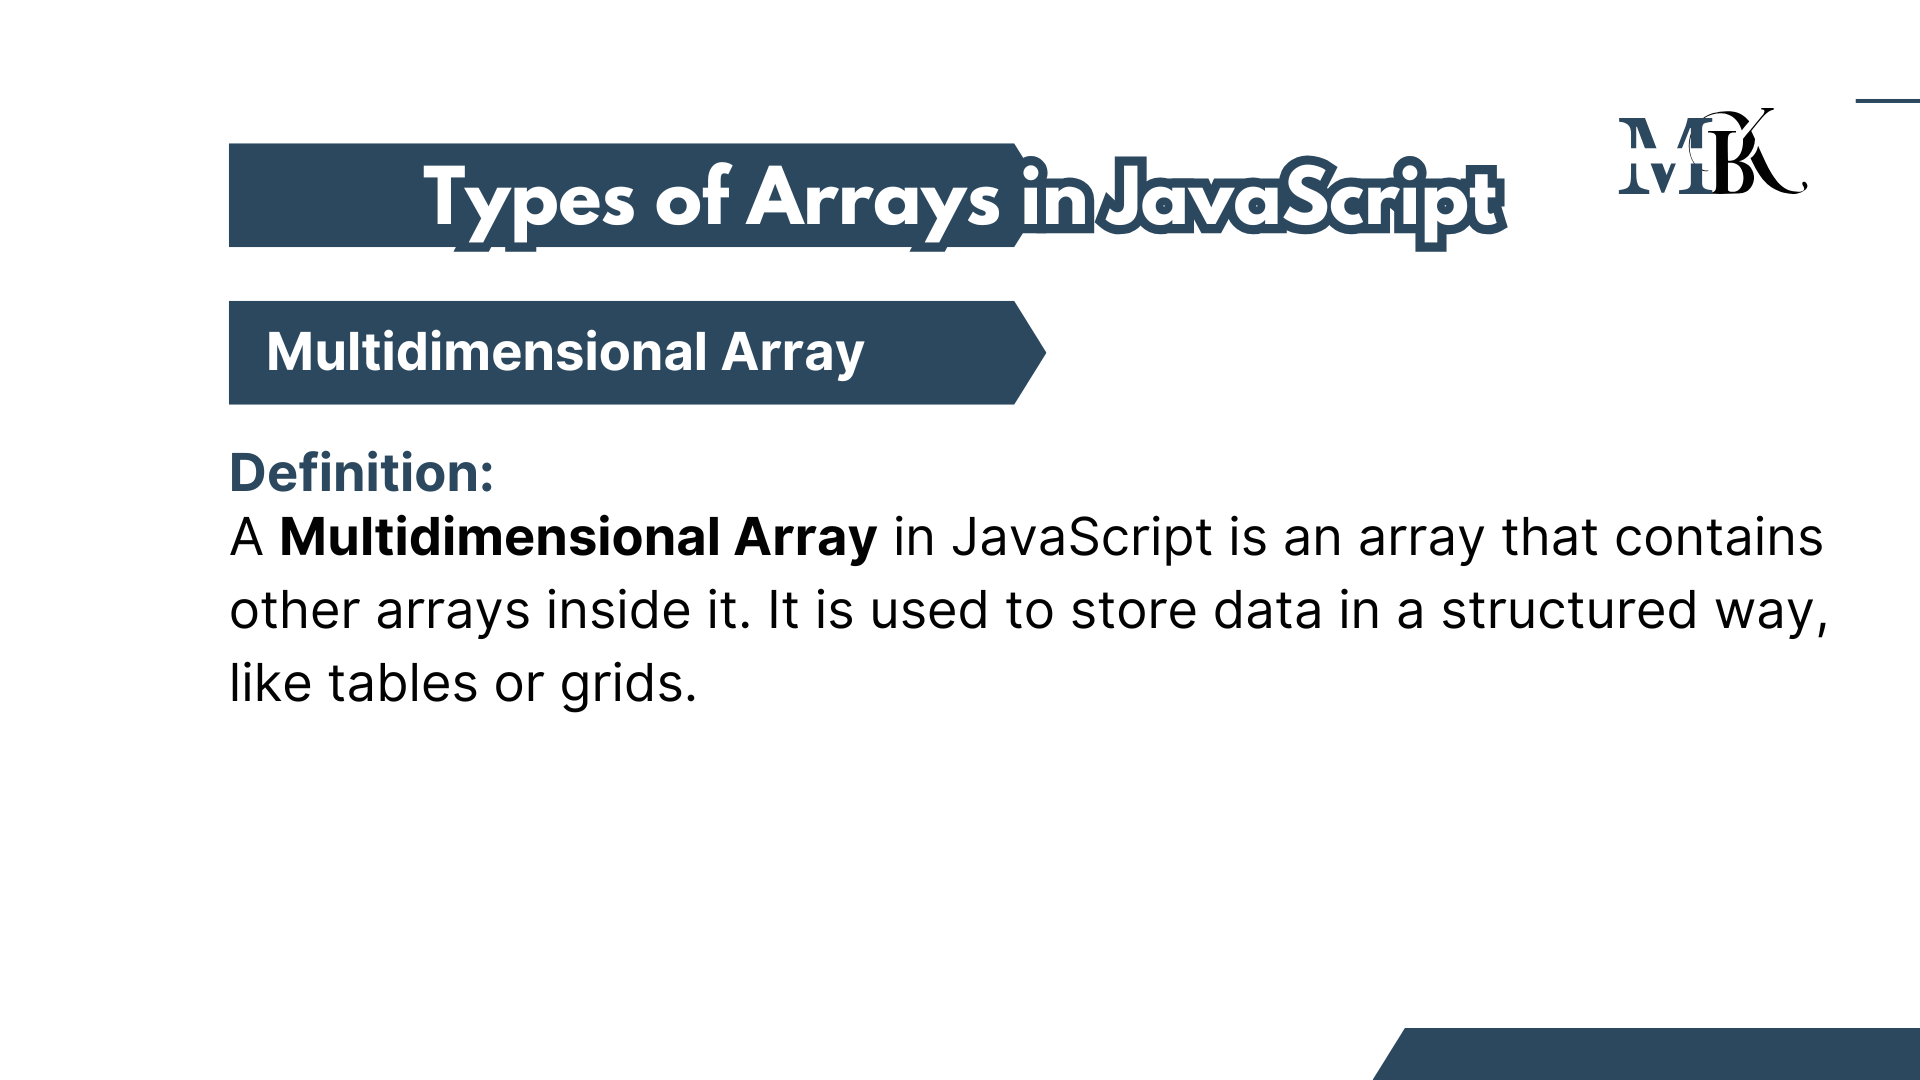 Types of Arrays in JavaScript
MBK
Multidimensional Array
Definition:
A Multidimensional Array in JavaScript is an array that contains
other arrays inside it. It is used to store data in a structured way,
like tables or grids.